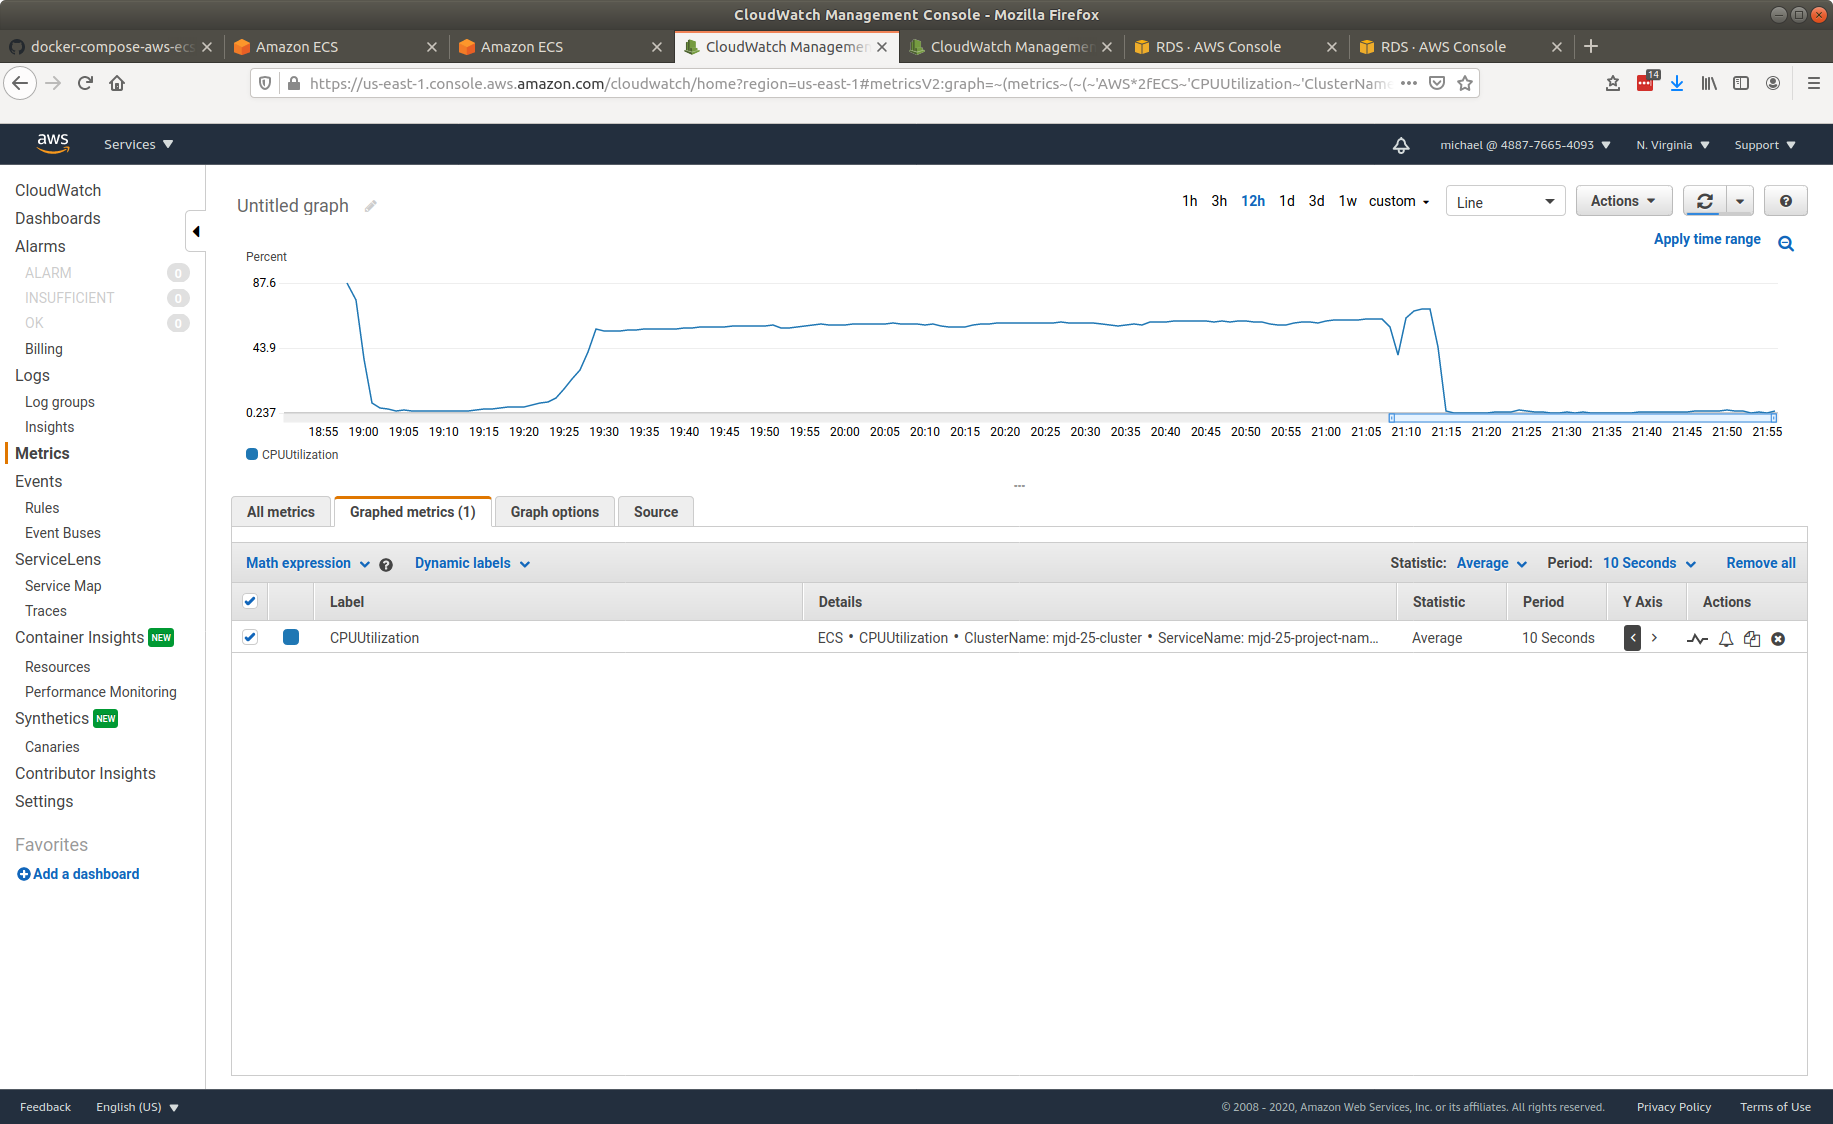 CloudWatch Management Console - Mozilla Firefox
docker-compose-aws-ecs
Amazon ECS
Amazon ECS
CloudWatch Managemen
CloudWatch Managemen
RDS · AWS Console
RDS · AWS Console
https://us-east-1.console.aws.amazon.com/cloudwatch/home?region=us-east-1#metricsV2:graph=~(metrics~(~(~'AWS*2fECS~'CPUUtilization~'ClusterName
14
aws
Services
michael @ 4887-7665-4093
N. Virginia
Support
CloudWatch
Dashboards
Alarms
ALARM 0
INSUFFICIENT 0
OK 0
Billing
Logs
Log groups
Insights
Metrics
Events
Rules
Event Buses
ServiceLens
Service Map
Traces
Container Insights NEW
Resources
Performance Monitoring
Synthetics NEW
Canaries
Contributor Insights
Settings
Favorites
Add a dashboard
Untitled graph
1h 3h 12h 1d 3d 1w custom
Line
Actions
Apply time range
Percent
87.6
43.9
0.237
18:55 19:00 19:05 19:10 19:15 19:20 19:25 19:30 19:35 19:40 19:45 19:50 19:55 20:00 20:05 20:10 20:15 20:20 20:25 20:30 20:35 20:40 20:45 20:50 20:55 21:00 21:05 21:10 21:15 21:20 21:25 21:30 21:35 21:40 21:45 21:50 21:55
CPUUtilization
All metrics
Graphed metrics (1)
Graph options
Source
Math expression
Dynamic labels
Statistic: Average
Period: 10 Seconds
Remove all
Label Details Statistic Period Y Axis Actions
CPUUtilization ECS • CPUUtilization • ClusterName: mjd-25-cluster • ServiceName: mjd-25-project-nam... Average 10 Seconds < >
Feedback
English (US)
© 2008 - 2020, Amazon Web Services, Inc. or its affiliates. All rights reserved.
Privacy Policy
Terms of Use